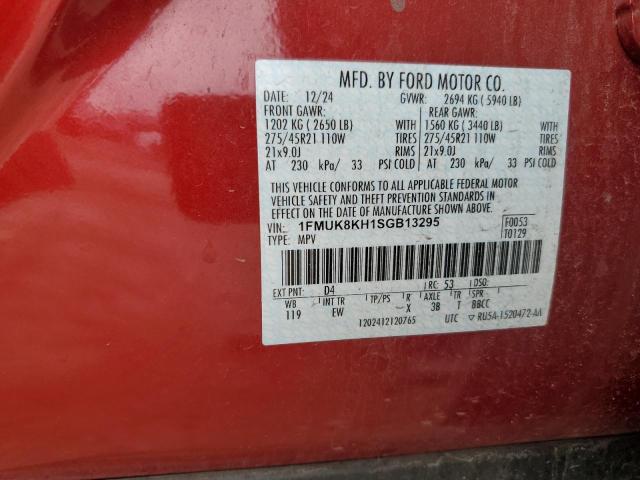 MFD. BY FORD MOTOR CO.
DATE: 12/24 GVWR: 2694 KG ( 5940 LB)
FRONT GAWR: REAR GAWR:
1202 KG ( 2650 LB) WITH 1560 KG ( 3440 LB) WITH
275/45R21 110W TIRES 275/45R21 110W TIRES
21x9.0J RIMS 21x9.0J RIMS
AT 230 kPa/ 33 PSI COLD AT 230 kPa/ 33 PSI COLD
THIS VEHICLE CONFORMS TO ALL APPLICABLE FEDERAL MOTOR
VEHICLE SAFETY AND THEFT PREVENTION STANDARDS IN
EFFECT ON THE DATE OF MANUFACTURE SHOWN ABOVE.
VIN: 1FMUK8KH1SGB13295 F0053
TYPE: MPV T0129
EXT PNT: D4 RC: 53 DSO:
WB INT TR TP/PS R AXLE TR SPR
119 EW X 3B T BBCC
1202412120765 UTC ▽ RU5A-1520472-AA